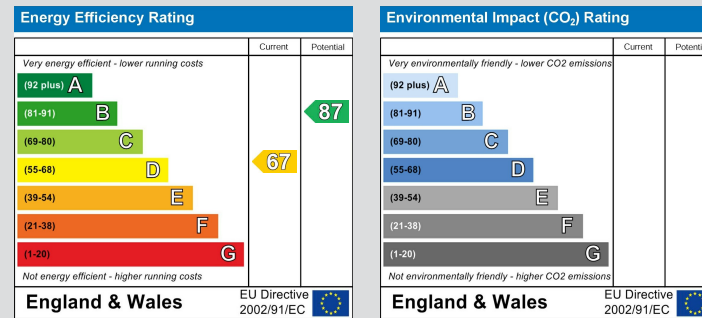 Energy Efficiency Rating
Current Potential
Very energy efficient - lower running costs
(92 plus) A
(81-91) B
87
(69-80) C
(55-68) D
67
(39-54) E
(21-38) F
(1-20) G
Not energy efficient - higher running costs
England & Wales
EU Directive
2002/91/EC
Environmental Impact (CO₂) Rating
Current Potenti
Very environmentally friendly - lower CO2 emissions
(92 plus) A
(81-91) B
(69-80) C
(55-68) D
(39-54) E
(21-38) F
(1-20) G
Not environmentally friendly - higher CO2 emissions
England & Wales
EU Directive
2002/91/EC